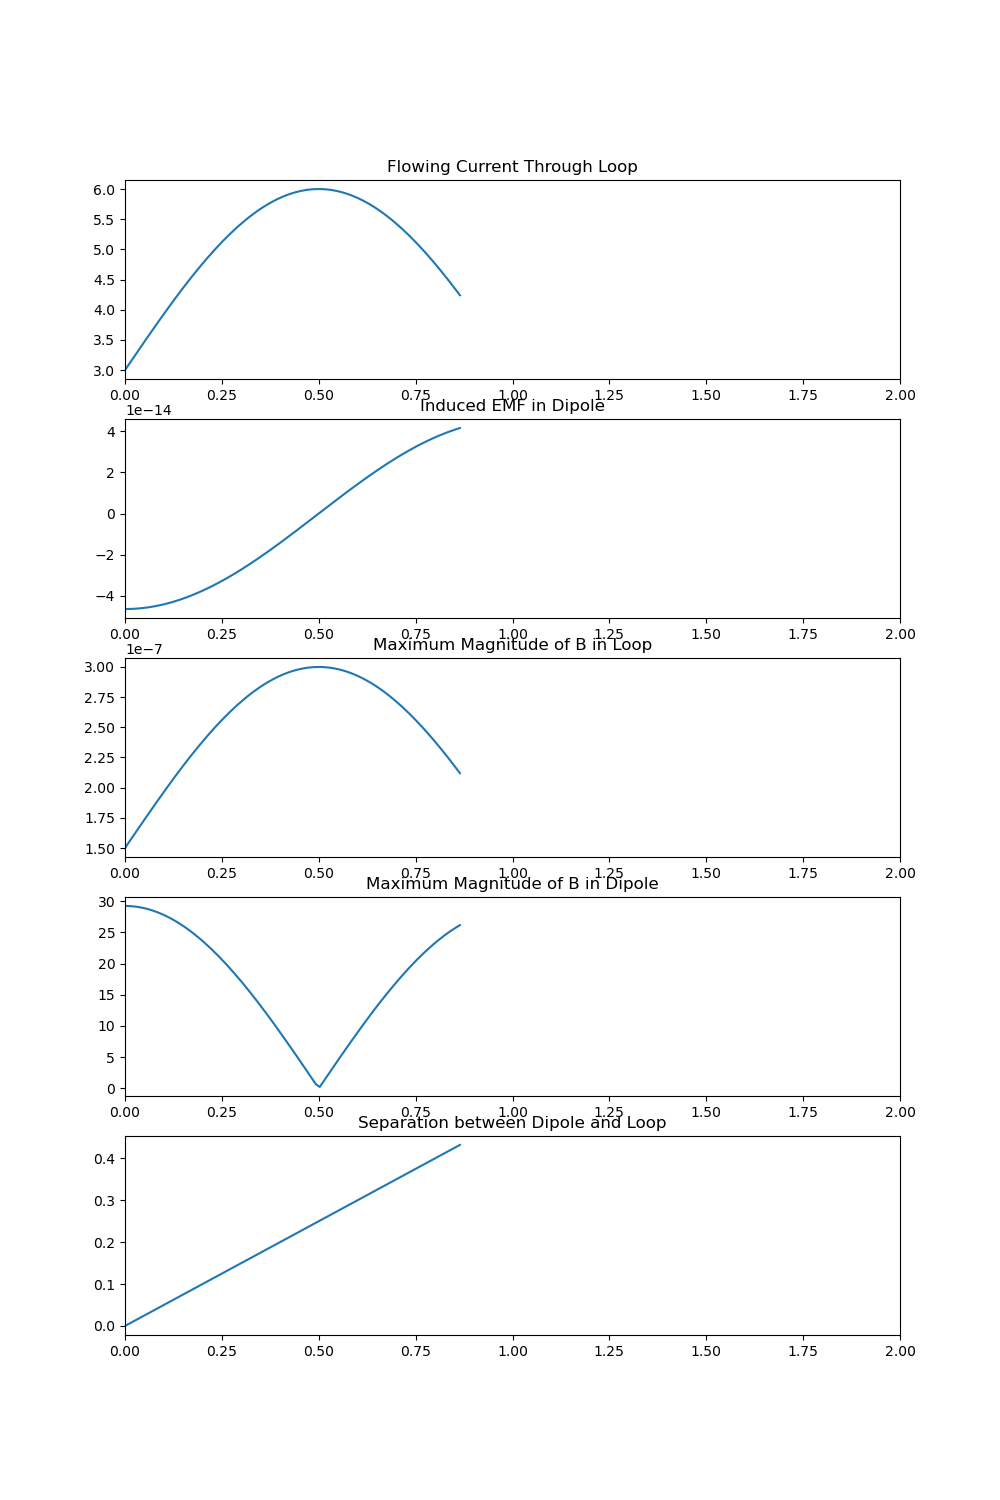 Flowing Current Through Loop
6.0
5.5
5.0
4.5
4.0
3.5
3.0
0.00 0.25 0.50 0.75 1.00 1.25 1.50 1.75 2.00
Induced EMF in Dipole
1e−14
4
2
0
−2
−4
0.00 0.25 0.50 0.75 1.00 1.25 1.50 1.75 2.00
Maximum Magnitude of B in Loop
1e−7
3.00
2.75
2.50
2.25
2.00
1.75
1.50
0.00 0.25 0.50 0.75 1.00 1.25 1.50 1.75 2.00
Maximum Magnitude of B in Dipole
30
25
20
15
10
5
0
0.00 0.25 0.50 0.75 1.00 1.25 1.50 1.75 2.00
Separation between Dipole and Loop
0.4
0.3
0.2
0.1
0.0
0.00 0.25 0.50 0.75 1.00 1.25 1.50 1.75 2.00